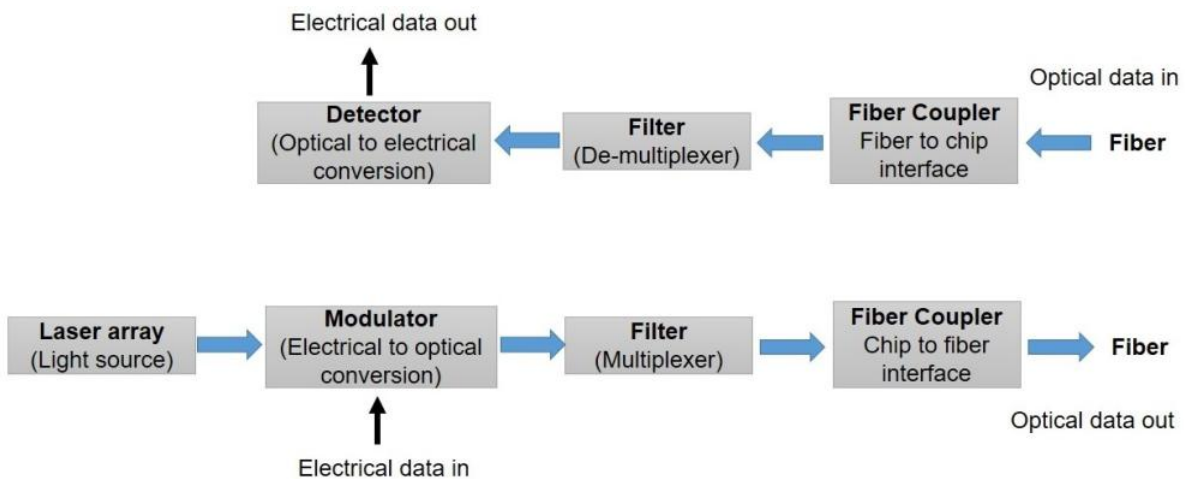 Electrical data out
Optical data in
Detector
(Optical to electrical
conversion)
Filter
(De-multiplexer)
Fiber Coupler
Fiber to chip
interface
Fiber
Laser array
(Light source)
Modulator
(Electrical to optical
conversion)
Filter
(Multiplexer)
Fiber Coupler
Chip to fiber
interface
Fiber
Optical data out
Electrical data in